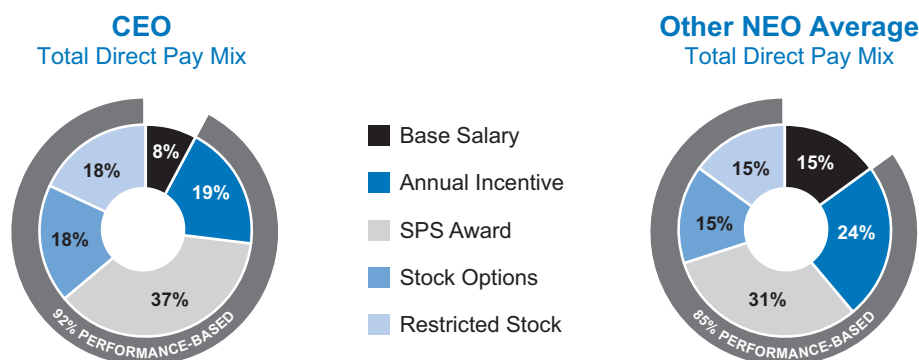 CEO
Total Direct Pay Mix
8%
19%
37%
18%
18%
92% PERFORMANCE-BASED
Base Salary
Annual Incentive
SPS Award
Stock Options
Restricted Stock
Other NEO Average
Total Direct Pay Mix
15%
24%
31%
15%
15%
85% PERFORMANCE-BASED